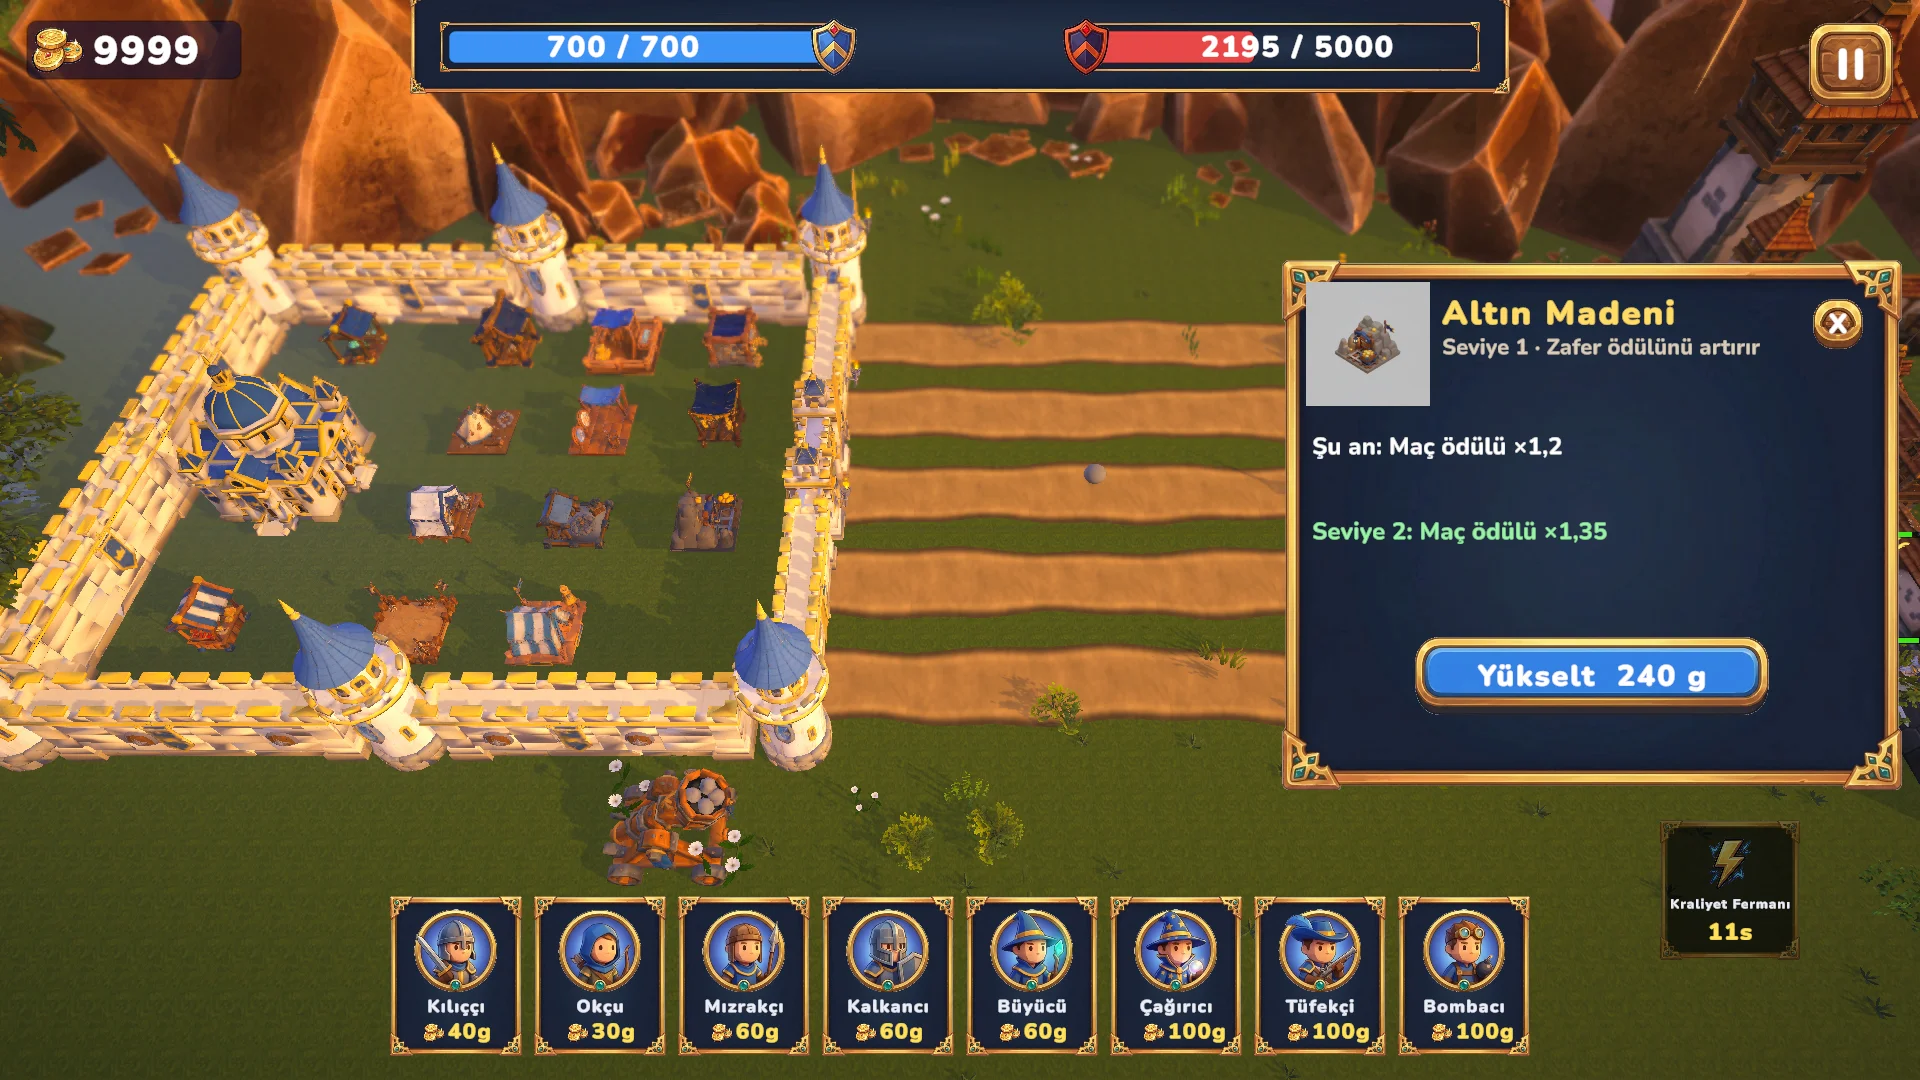 9999
700 / 700
2195 / 5000
Altın Madeni
Seviye 1 · Zafer ödülünü artırır
Şu an: Maç ödülü ×1,2
Seviye 2: Maç ödülü ×1,35
Yükselt 240 g
Kraliyet Fermanı
11s
Kılıççı
40g
Okçu
30g
Mızrakçı
60g
Kalkancı
60g
Büyücü
60g
Çağırıcı
100g
Tüfekçi
100g
Bombacı
100g